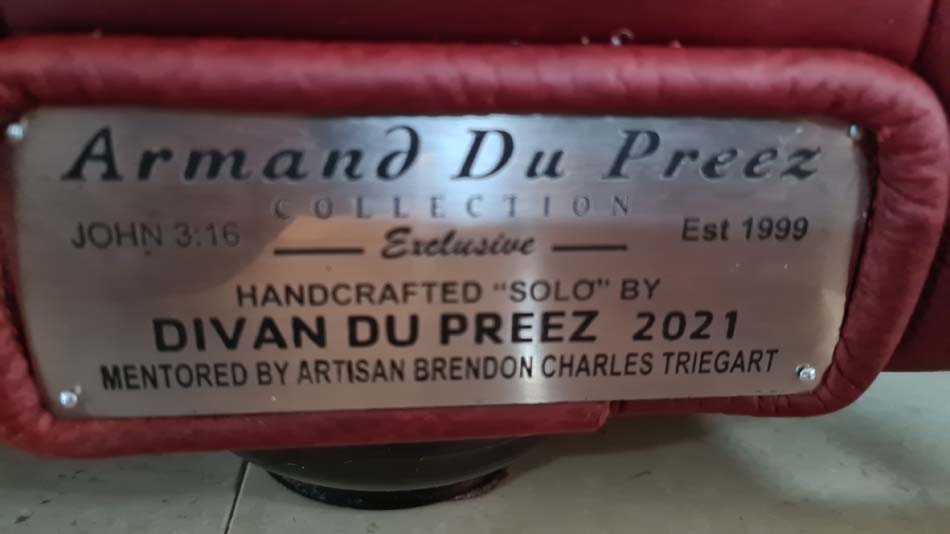 Armand Du Preez
COLLECTION
JOHN 3:16 Exclusive Est 1999
HANDCRAFTED "SOLO" BY
DIVAN DU PREEZ 2021
MENTORED BY ARTISAN BRENDON CHARLES TRIEGART